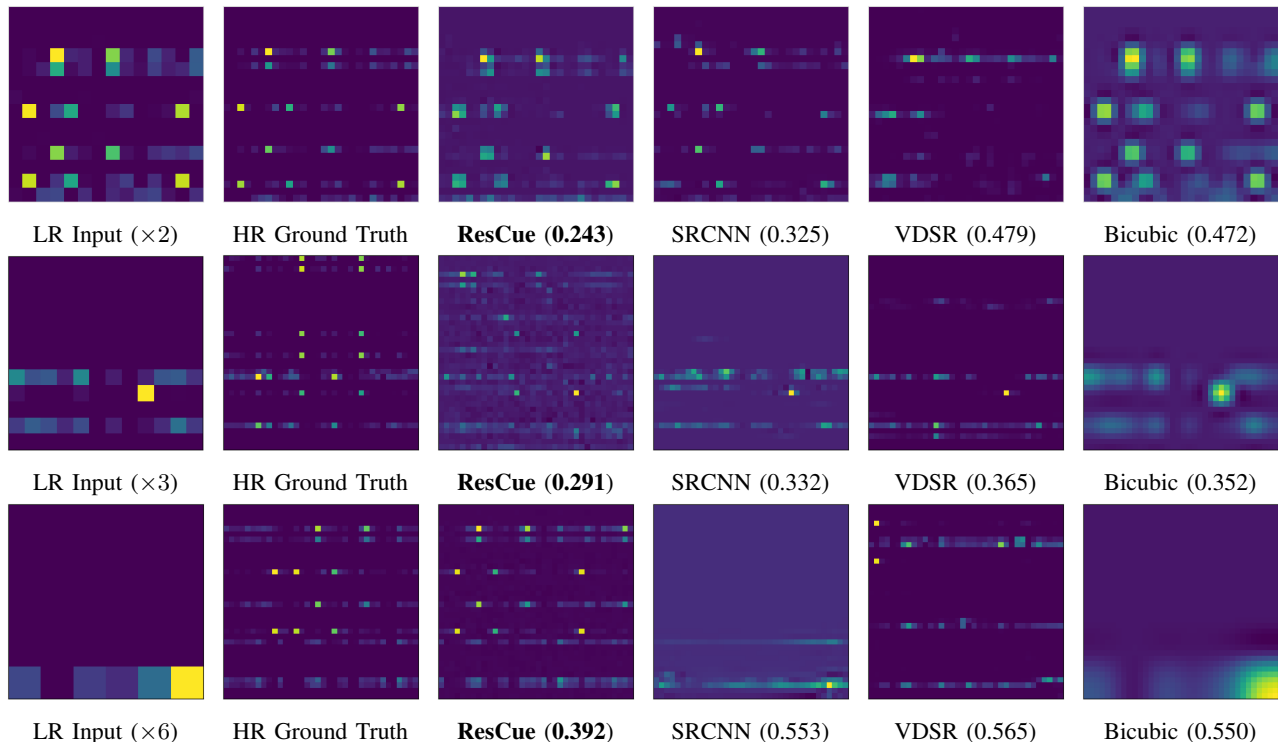 LR Input (×2) HR Ground Truth ResCue (0.243) SRCNN (0.325) VDSR (0.479) Bicubic (0.472)
LR Input (×3) HR Ground Truth ResCue (0.291) SRCNN (0.332) VDSR (0.365) Bicubic (0.352)
LR Input (×6) HR Ground Truth ResCue (0.392) SRCNN (0.553) VDSR (0.565) Bicubic (0.550)